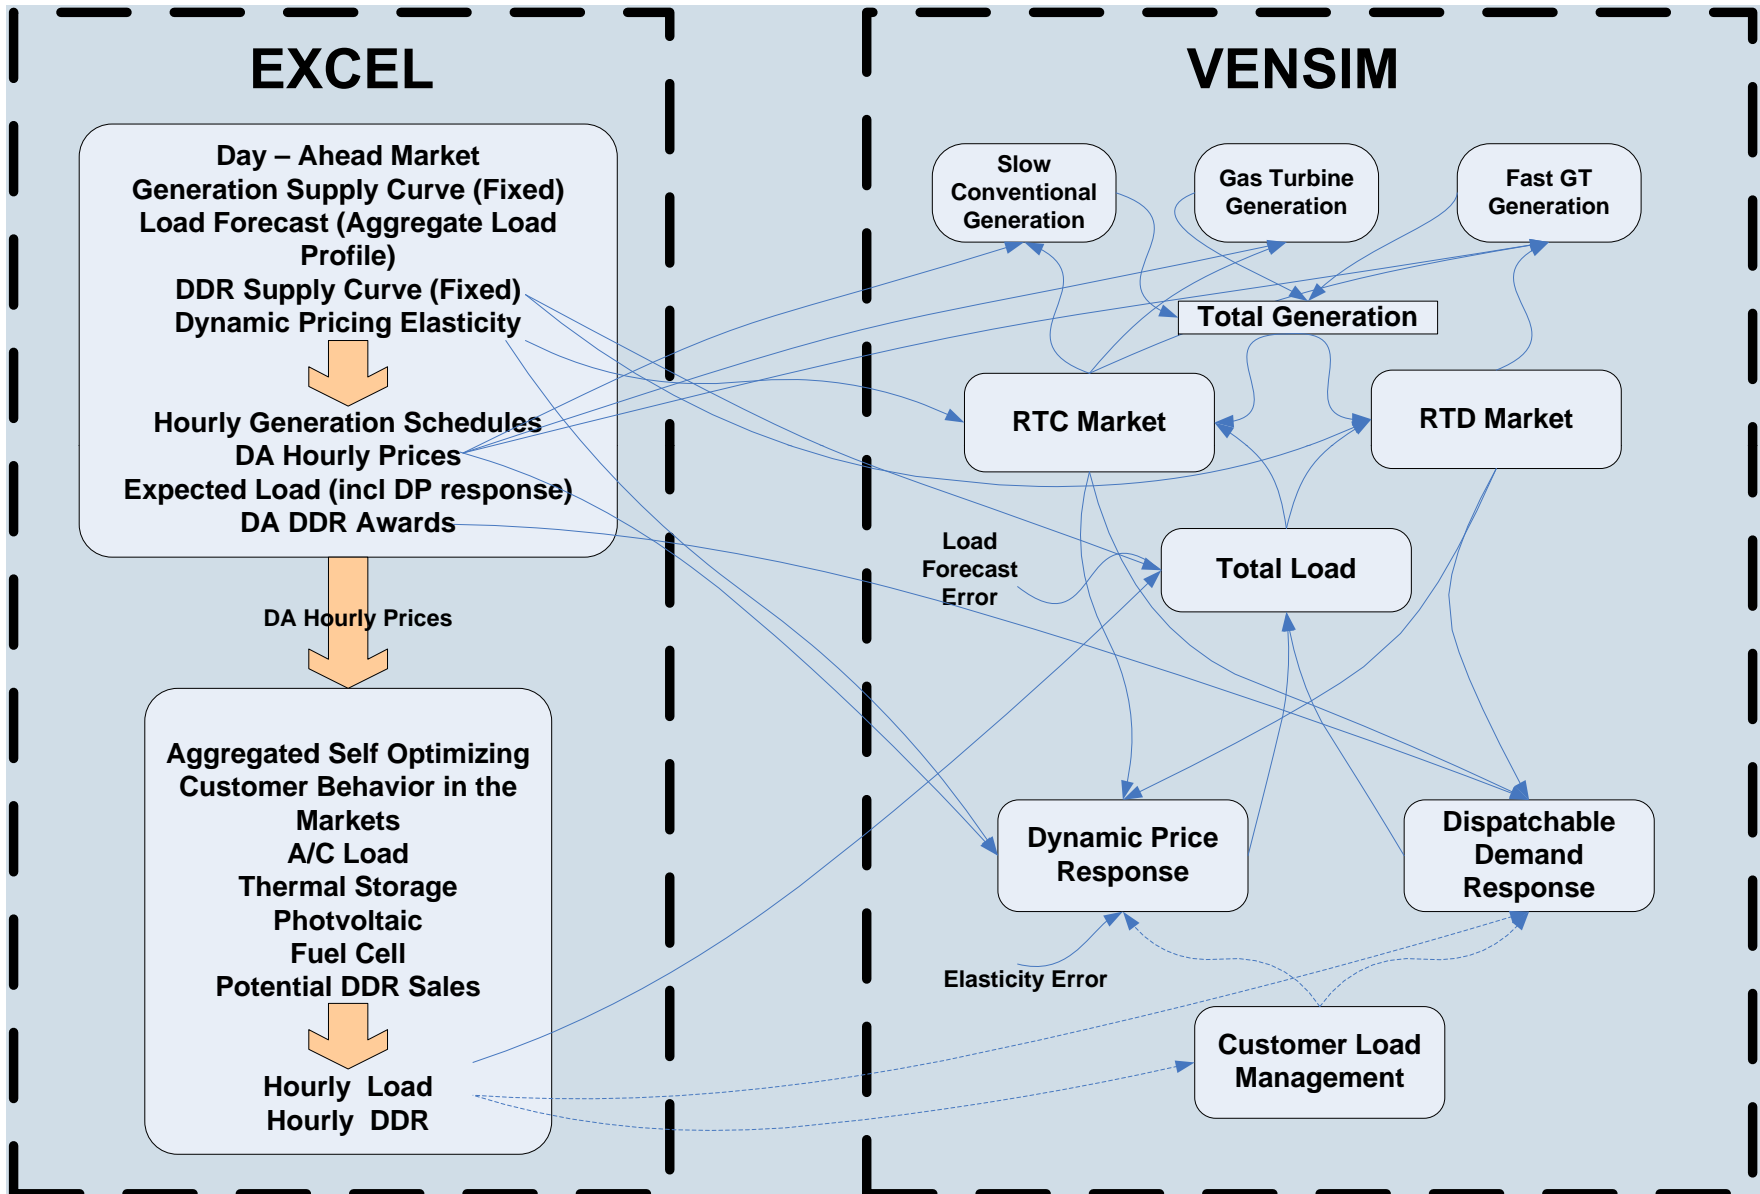 EXCEL
Day – Ahead Market
Generation Supply Curve (Fixed)
Load Forecast (Aggregate Load
Profile)
DDR Supply Curve (Fixed)
Dynamic Pricing Elasticity
Hourly Generation Schedules
DA Hourly Prices
Expected Load (incl DP response)
DA DDR Awards
DA Hourly Prices
Aggregated Self Optimizing
Customer Behavior in the
Markets
A/C Load
Thermal Storage
Photvoltaic
Fuel Cell
Potential DDR Sales
Hourly Load
Hourly DDR
VENSIM
Slow
Conventional
Generation
Gas Turbine
Generation
Fast GT
Generation
Total Generation
RTC Market
RTD Market
Load
Forecast
Error
Total Load
Dynamic Price
Response
Dispatchable
Demand
Response
Elasticity Error
Customer Load
Management